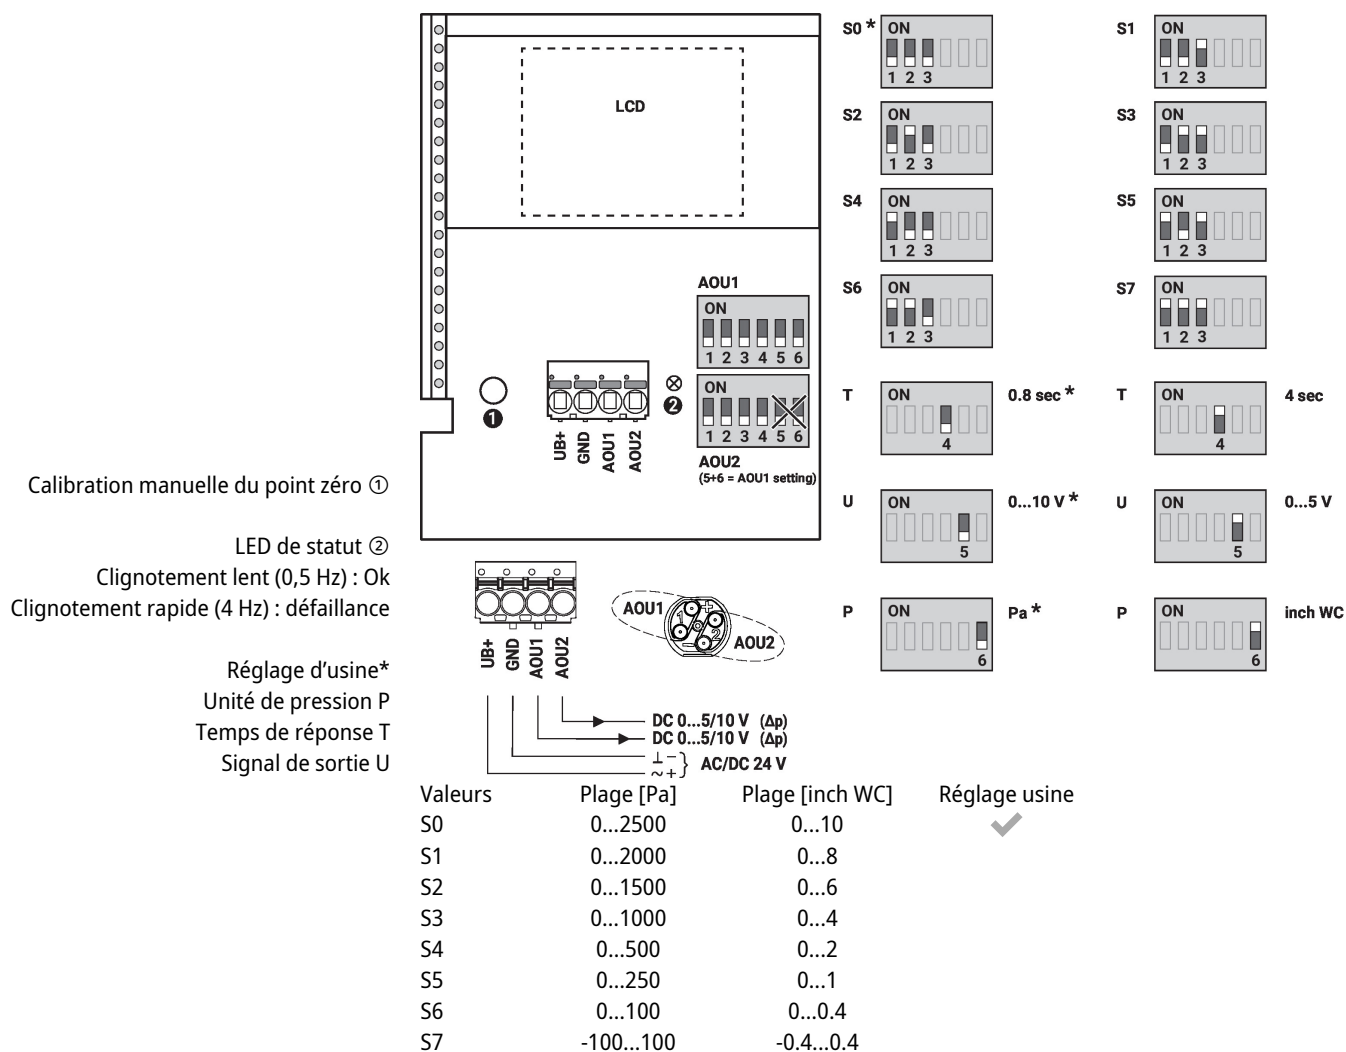 LCD
AOU1
ON
1 2 3 4 5 6
ON
1 2 3 4 5 6
AOU2
(5+6 = AOU1 setting)
❶
❷
UB+
GND
AOU1
AOU2
S0 *
ON
1 2 3
S1
ON
1 2 3
S2
ON
1 2 3
S3
ON
1 2 3
S4
ON
1 2 3
S5
ON
1 2 3
S6
ON
1 2 3
S7
ON
1 2 3
T
ON
4
0.8 sec *
T
ON
4
4 sec
U
ON
5
0...10 V *
U
ON
5
0...5 V
P
ON
6
Pa *
P
ON
6
inch WC
Calibration manuelle du point zéro ①
LED de statut ②
Clignotement lent (0,5 Hz) : Ok
Clignotement rapide (4 Hz) : défaillance
Réglage d’usine*
Unité de pression P
Temps de réponse T
Signal de sortie U
UB+
GND
AOU1
AOU2
AOU1
1
+
2
−
AOU2
DC 0...5/10 V (Δp)
DC 0...5/10 V (Δp)
⊥ −
~ +
} AC/DC 24 V
Valeurs Plage [Pa] Plage [inch WC] Réglage usine
S0 0...2500 0...10 ✔
S1 0...2000 0...8
S2 0...1500 0...6
S3 0...1000 0...4
S4 0..500 0...2
S5 0...250 0...1
S6 0...100 0...0.4
S7 -100...100 -0.4...0.4